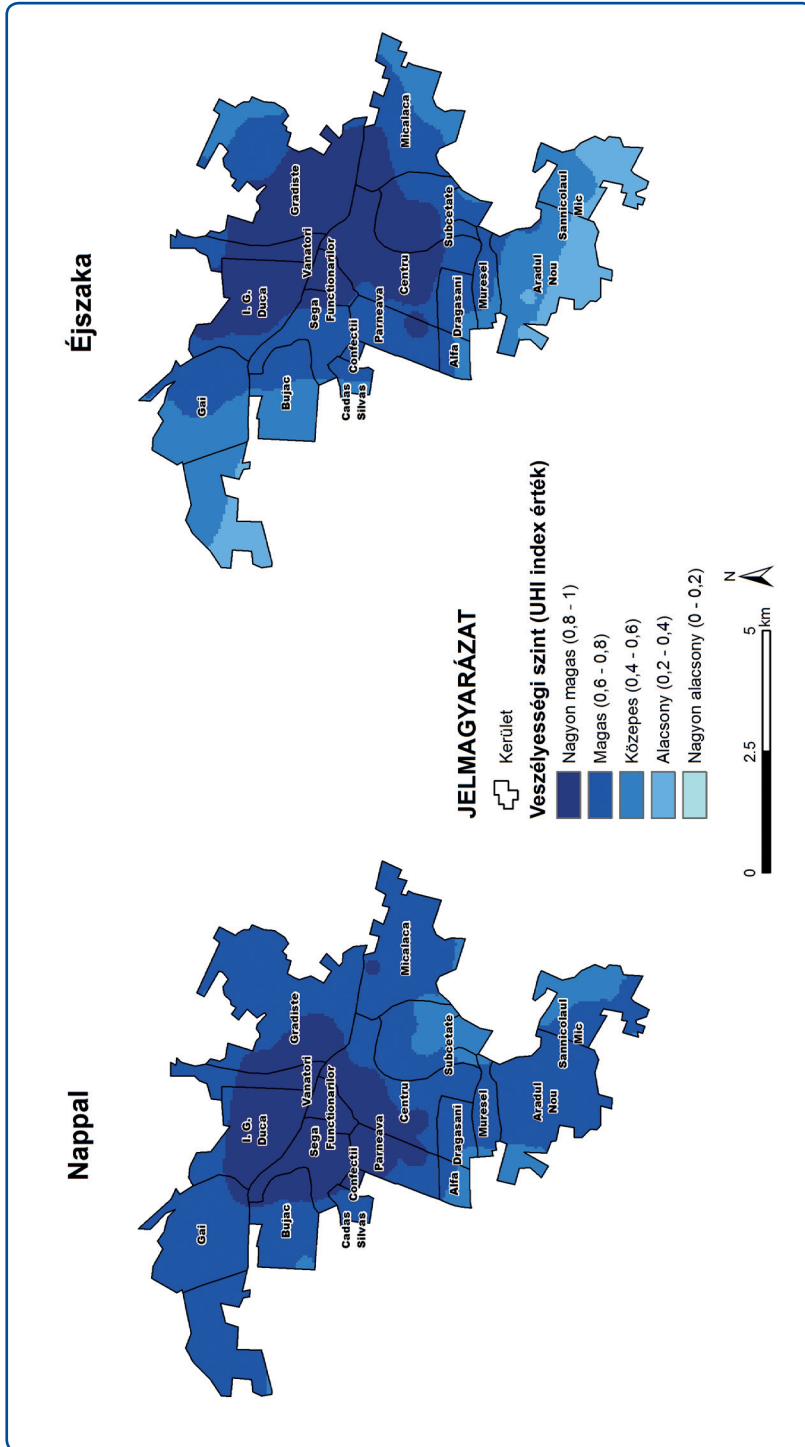 Nappal
Gai
I. G.
Duca
Vanatori
Gradiste
Bujac
Sega
Functionarilor
Confectii
Cadas
Silvas
Parneava
Centru
Micalaca
Subcetate
Alfa
Dragasani
Muresel
Aradul
Nou
Sannicolaul
Mic
Éjszaka
Gai
I. G.
Duca
Vanatori
Gradiste
Bujac
Sega
Functionarilor
Confectii
Cadas
Silvas
Parneava
Centru
Micalaca
Subcetate
Alfa
Dragasani
Muresel
Aradul
Nou
Sannicolaul
Mic
JELMAGYARÁZAT
Kerület
Veszélyességi szint (UHI index érték)
Nagyon magas (0,8 - 1)
Magas (0,6 - 0,8)
Közepes (0,4 - 0,6)
Alacsony (0,2 - 0,4)
Nagyon alacsony (0 - 0,2)
0 2.5 5
km
N